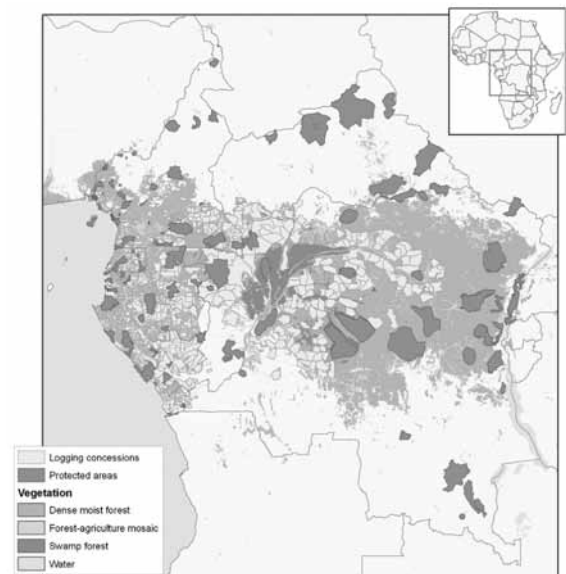 Logging concessions
Protected areas
Vegetation
Dense moist forest
Forest-agriculture mosaic
Swamp forest
Water